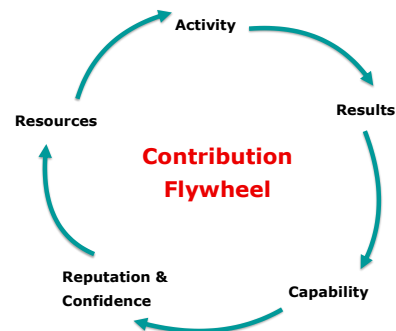 Activity
Results
Resources
Contribution
Flywheel
Reputation &
Confidence
Capability